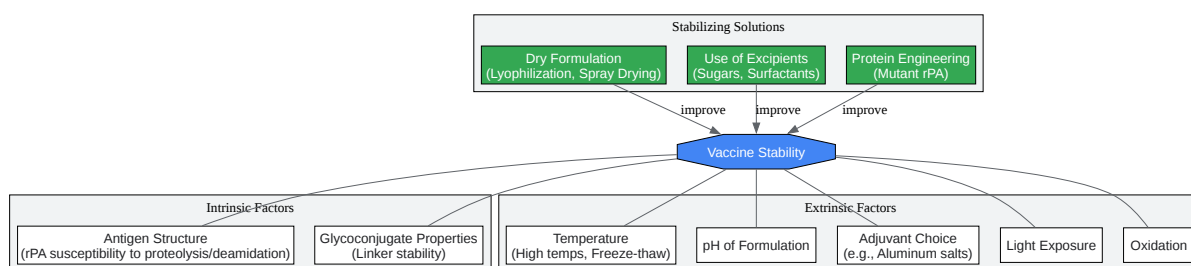 Stabilizing Solutions
Dry Formulation
(Lyophilization, Spray Drying)
Use of Excipients
(Sugars, Surfactants)
Protein Engineering
(Mutant rPA)
improve
improve
improve
Vaccine Stability
Intrinsic Factors
Antigen Structure
(rPA susceptibility to proteolysis/deamidation)
Glycoconjugate Properties
(Linker stability)
Extrinsic Factors
Temperature
(High temps, Freeze-thaw)
pH of Formulation
Adjuvant Choice
(e.g., Aluminum salts)
Light Exposure
Oxidation